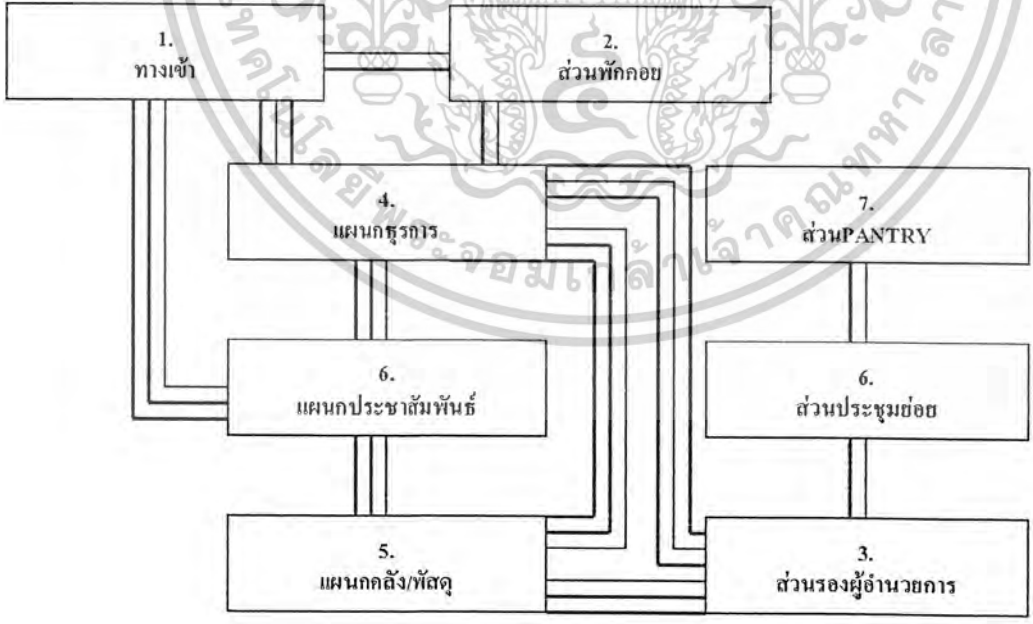 1.
ทางเข้า
2.
ส่วนพักคอย
4.
แผนกธุรการ
7.
ส่วนPANTRY
6.
แผนกประชาสัมพันธ์
6.
ส่วนประชุมย่อย
5.
แผนกคลัง/พัสดุ
3.
ส่วนรองผู้อำนวยการ